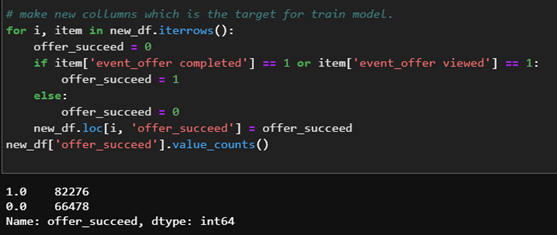 # make new collumns which is the target for train model.
for i, item in new_df.iterrows():
    offer_succeed = 0
    if item['event_offer completed'] == 1 or item['event_offer viewed'] == 1:
        offer_succeed = 1
    else:
        offer_succeed = 0
    new_df.loc[i, 'offer_succeed'] = offer_succeed
new_df['offer_succeed'].value_counts()
1.0    82276
0.0    66478
Name: offer_succeed, dtype: int64